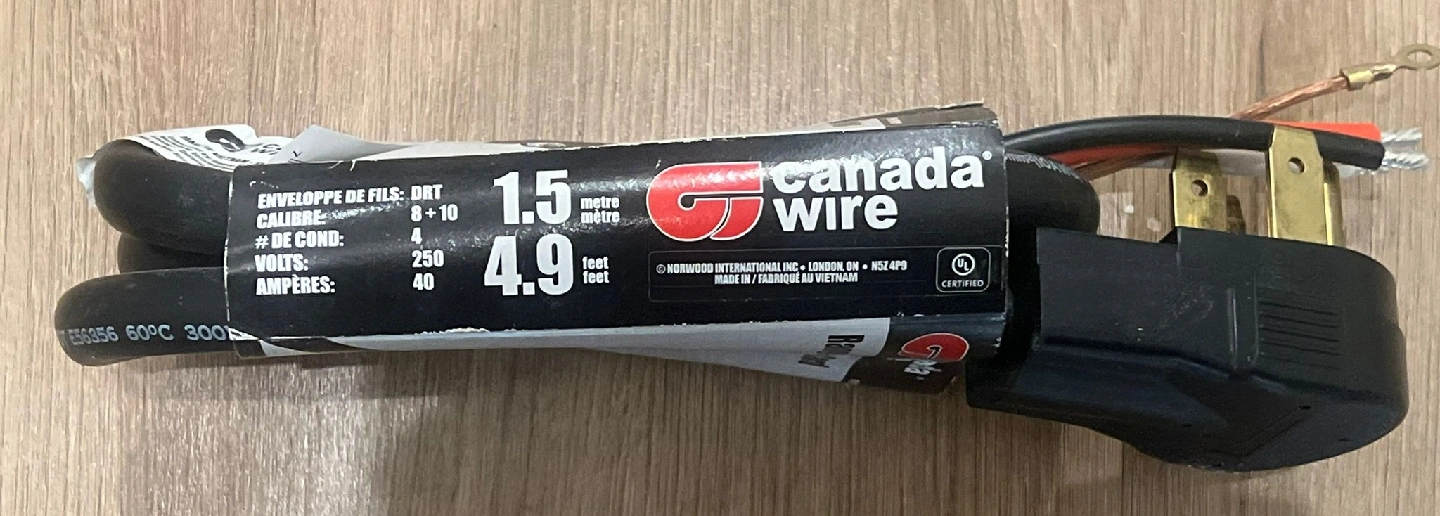 ENVELOPPE DE FILS: DRT
CALIBRE: 8 + 10
# DE COND: 4
VOLTS: 250
AMPÈRES: 40
1.5 metre
mètre
4.9 feet
feet
canada
wire
© NORWOOD INTERNATIONAL INC • LONDON, ON • N5Z 4P9
MADE IN / FABRIQUÉ AU VIETNAM
UL
CERTIFIED
E56356 60ºC 300